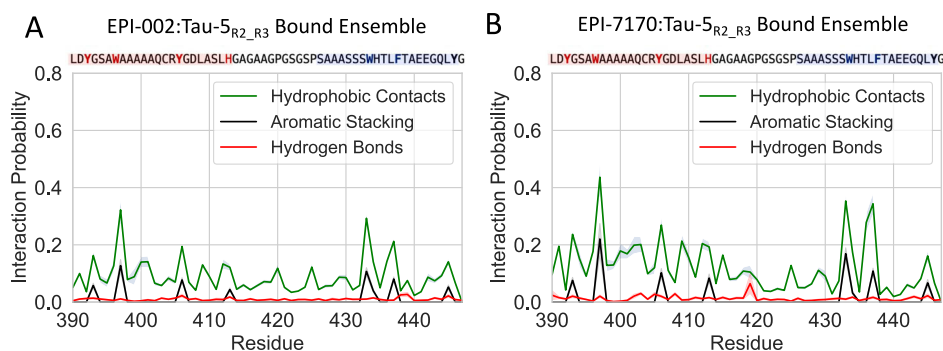 A
EPI-002:Tau-5R2_R3 Bound Ensemble
LDYGSAWAAAAAQCRYGDLASLHGAGAAGPGSGSPSAAASSSWHTLFTAEEGQLYG
0.8
0.6
0.4
0.2
0.0
Interaction Probability
Hydrophobic Contacts
Aromatic Stacking
Hydrogen Bonds
390
400
410
420
430
440
Residue
B
EPI-7170:Tau-5R2_R3 Bound Ensemble
LDYGSAWAAAAAQCRYGDLASLHGAGAAGPGSGSPSAAASSSWHTLFTAEEGQLYG
0.8
0.6
0.4
0.2
0.0
Interaction Probability
Hydrophobic Contacts
Aromatic Stacking
Hydrogen Bonds
390
400
410
420
430
440
Residue